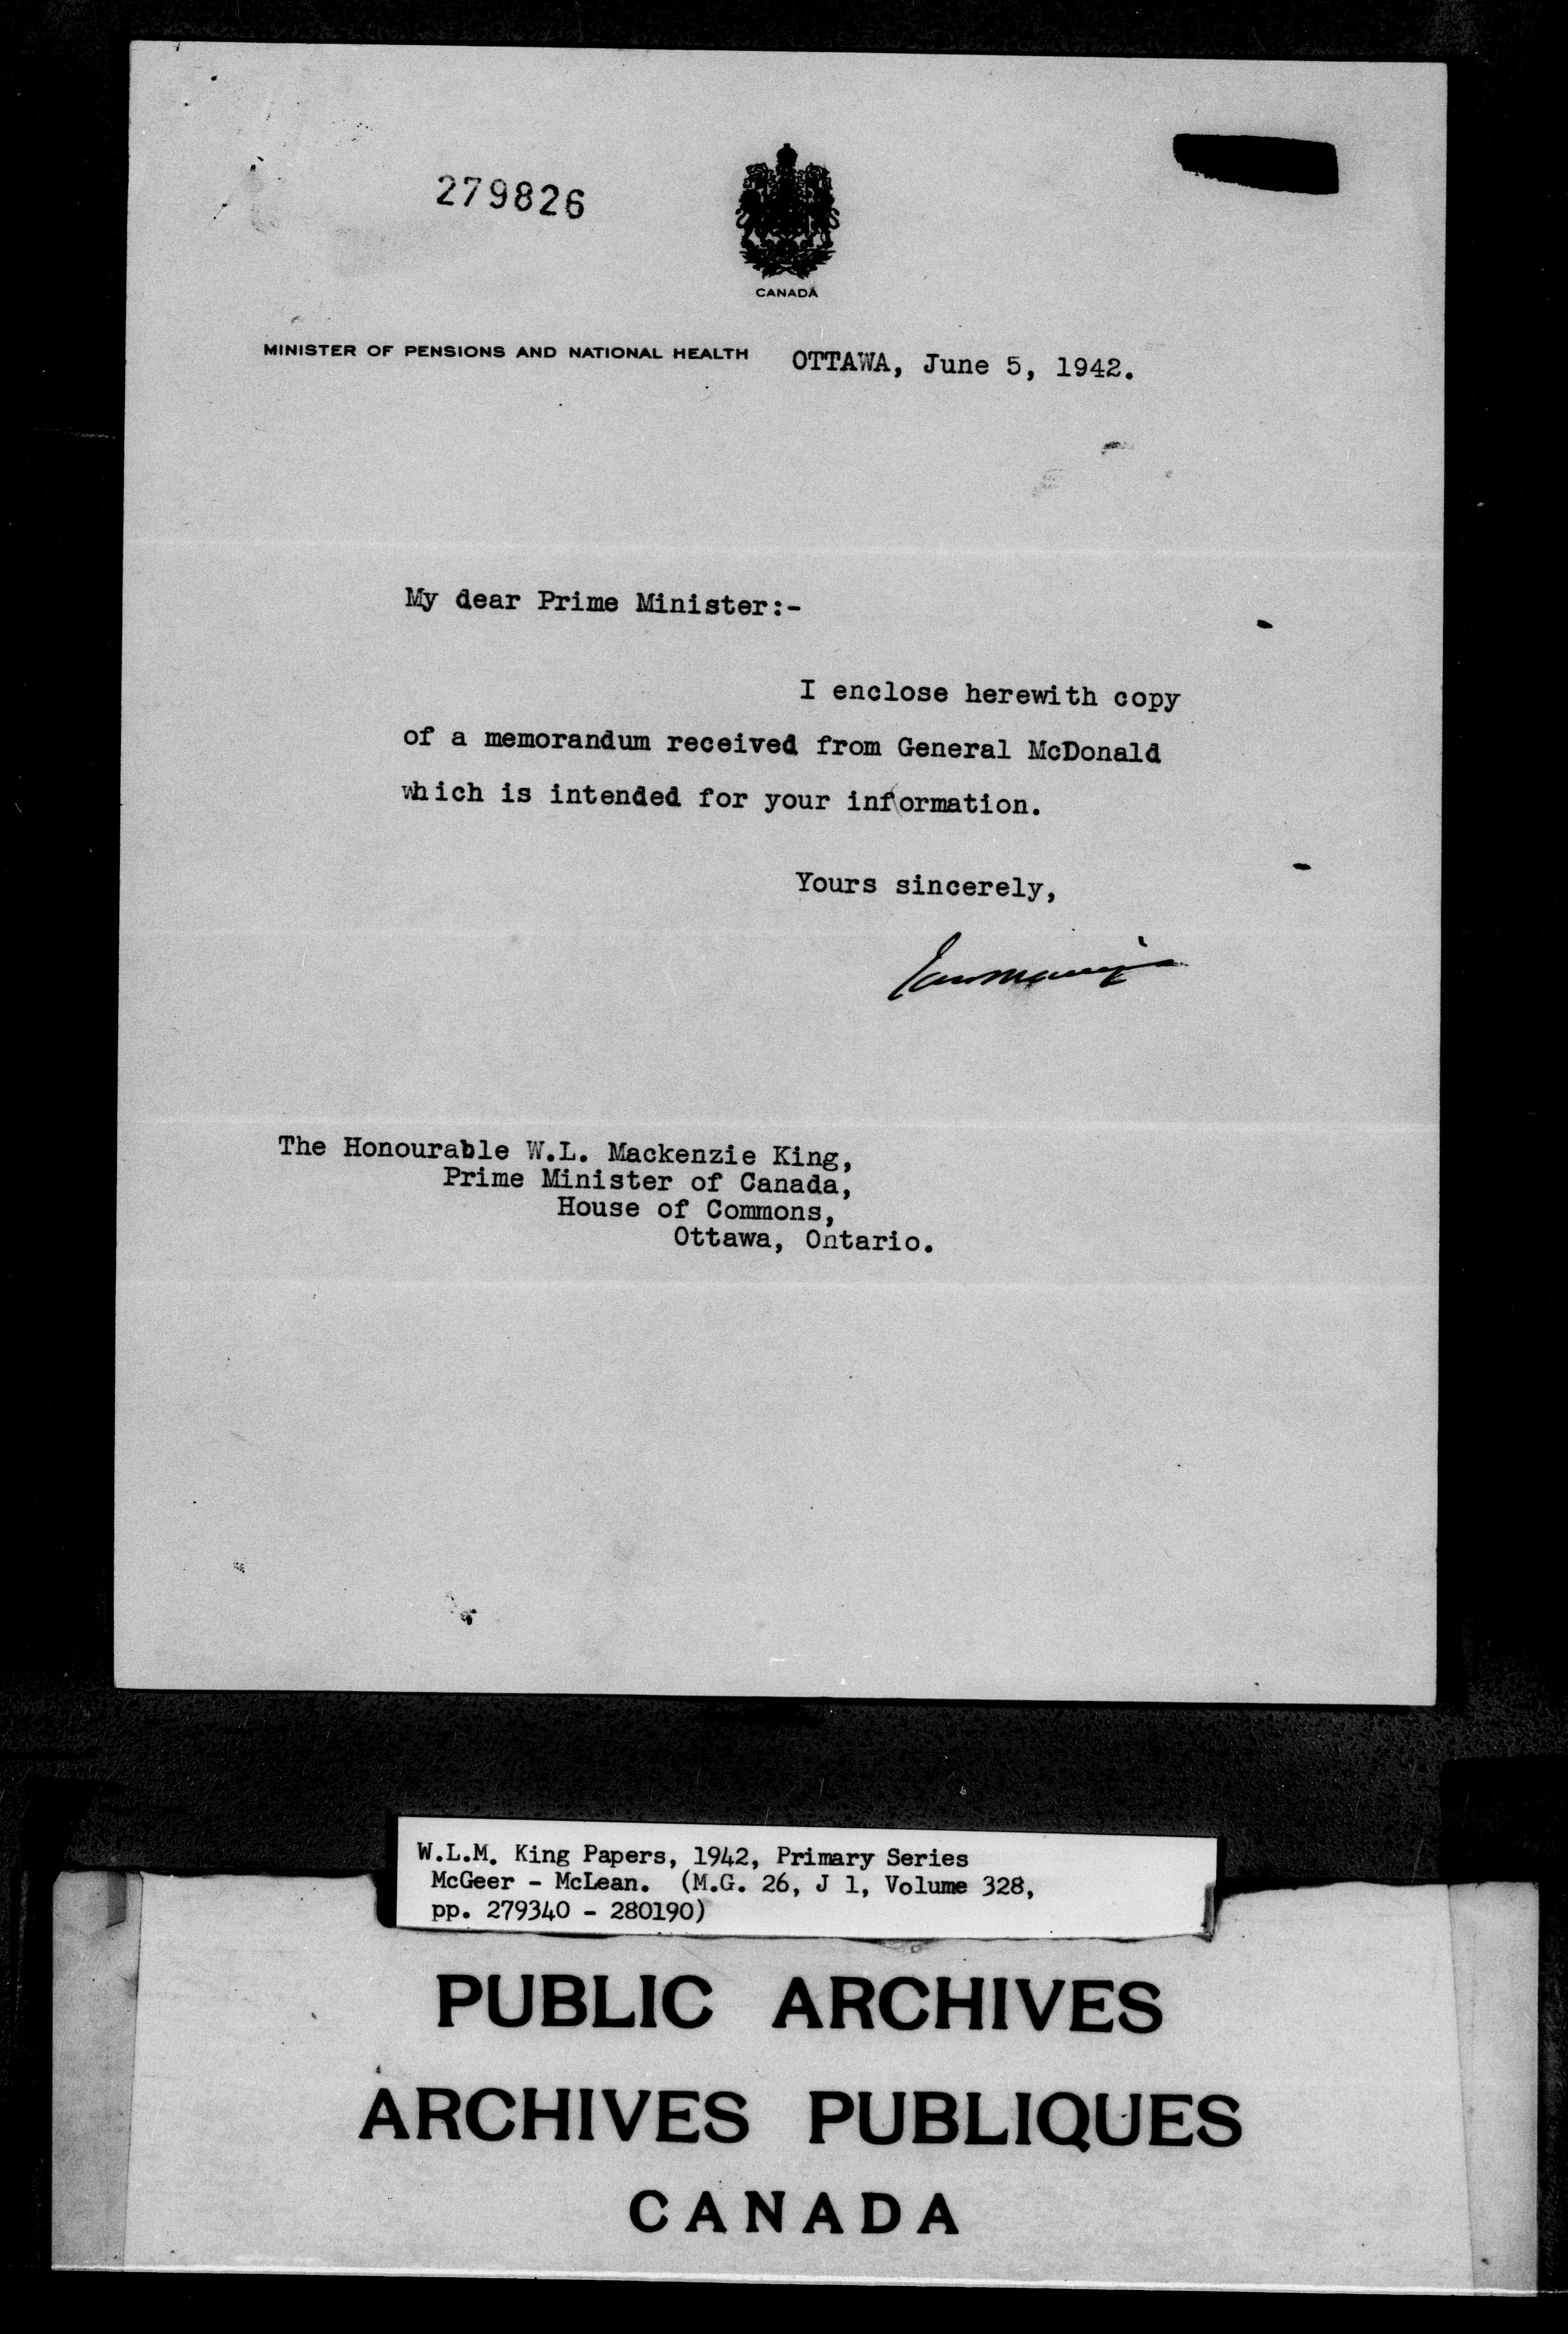 279826
CANADA
MINISTER OF PENSIONS AND NATIONAL HEALTH OTTAWA, June 5, 1942.
My dear Prime Minister:-
I enclose herewith copy
of a memorandum received from General McDonald
which is intended for your information.
Yours sincerely,
The Honourable W.L. Mackenzie King,
Prime Minister of Canada,
House of Commons,
Ottawa, Ontario.
W.L.M. King Papers, 1942, Primary Series
McGeer - McLean. (M.G. 26, J 1, Volume 328,
pp. 279340 - 280190)
PUBLIC ARCHIVES
ARCHIVES PUBLIQUES
CANADA